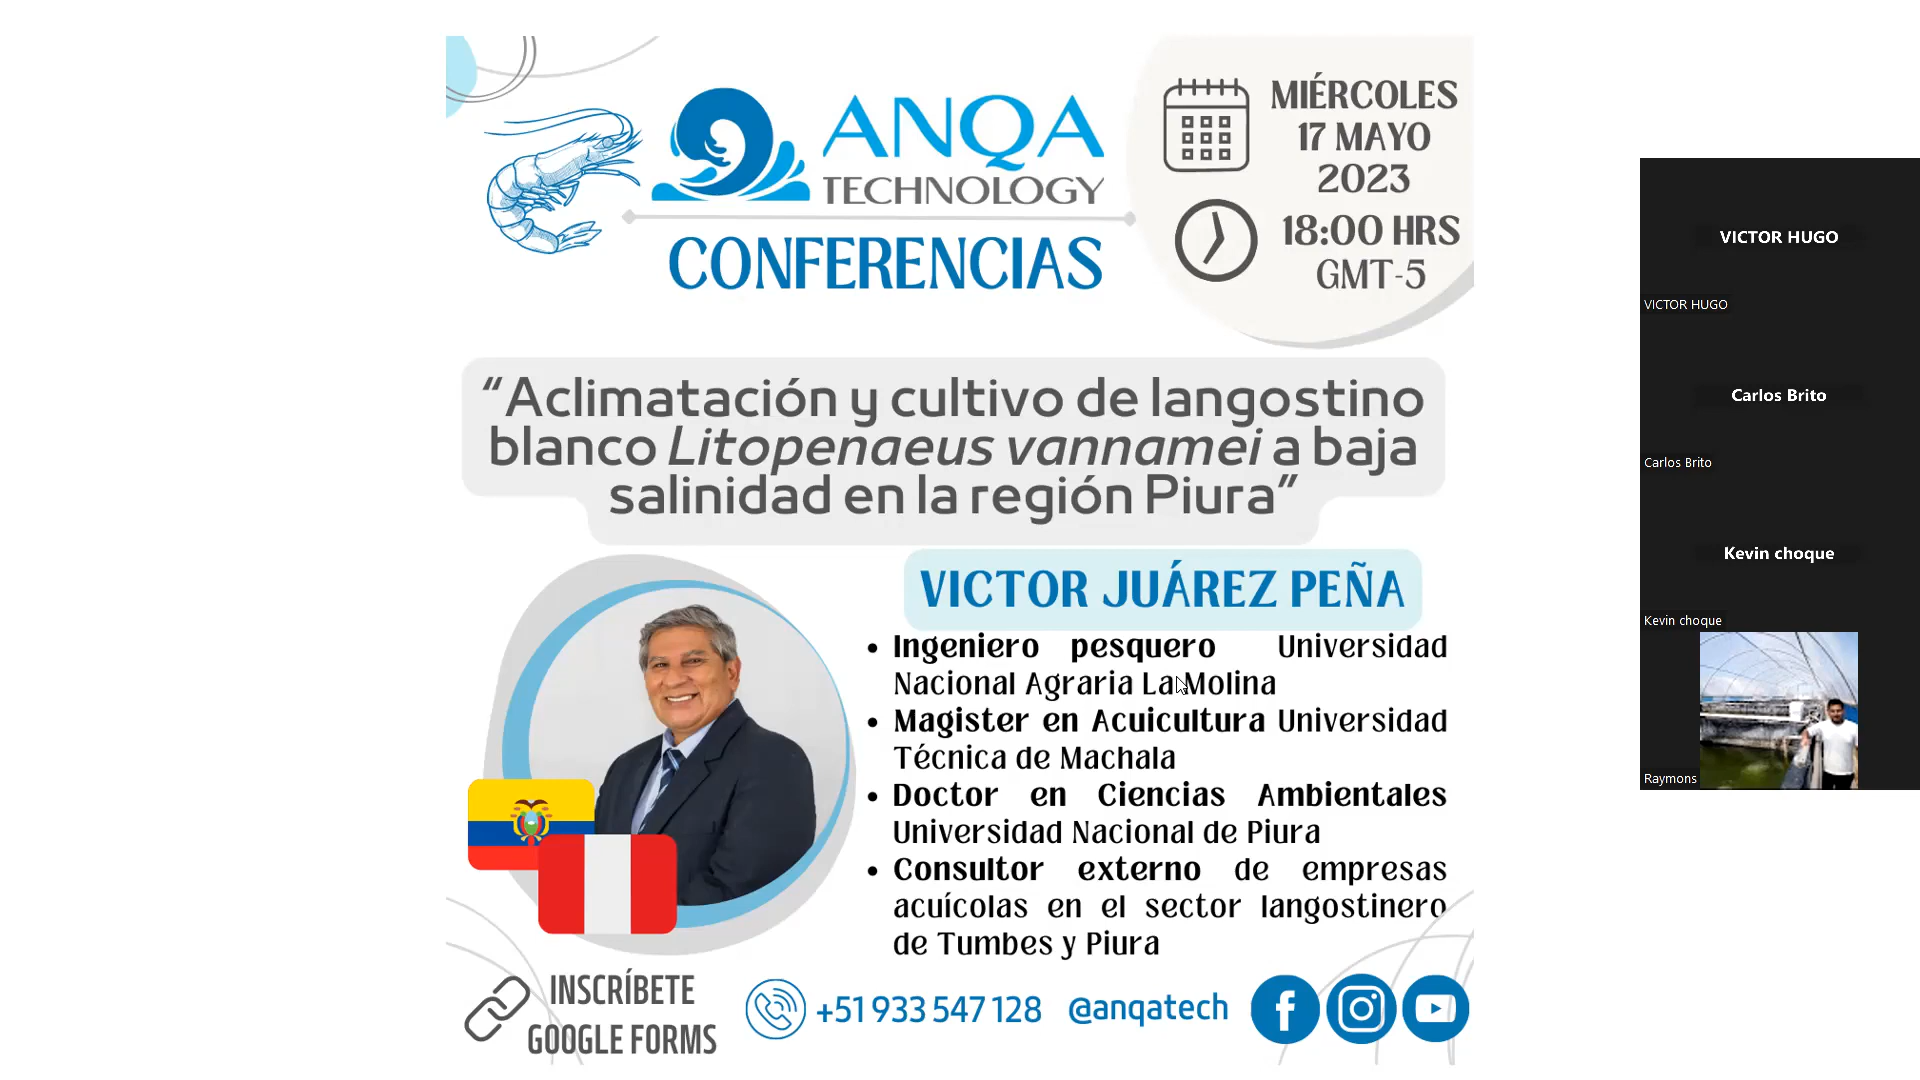 ANQA
TECHNOLOGY
CONFERENCIAS
MIÉRCOLES
17 MAYO
2023
18:00 HRS
GMT-5
“Aclimatación y cultivo de langostino
blanco Litopenaeus vannamei a baja
salinidad en la región Piura”
VICTOR JUÁREZ PEÑA
• Ingeniero pesquero Universidad
Nacional Agraria La Molina
• Magister en Acuicultura Universidad
Técnica de Machala
• Doctor en Ciencias Ambientales
Universidad Nacional de Piura
• Consultor externo de empresas
acuícolas en el sector langostinero
de Tumbes y Piura
INSCRÍBETE
GOOGLE FORMS
+51 933 547 128
@anqatech
VICTOR HUGO
VICTOR HUGO
Carlos Brito
Carlos Brito
Kevin choque
Kevin choque
Raymons